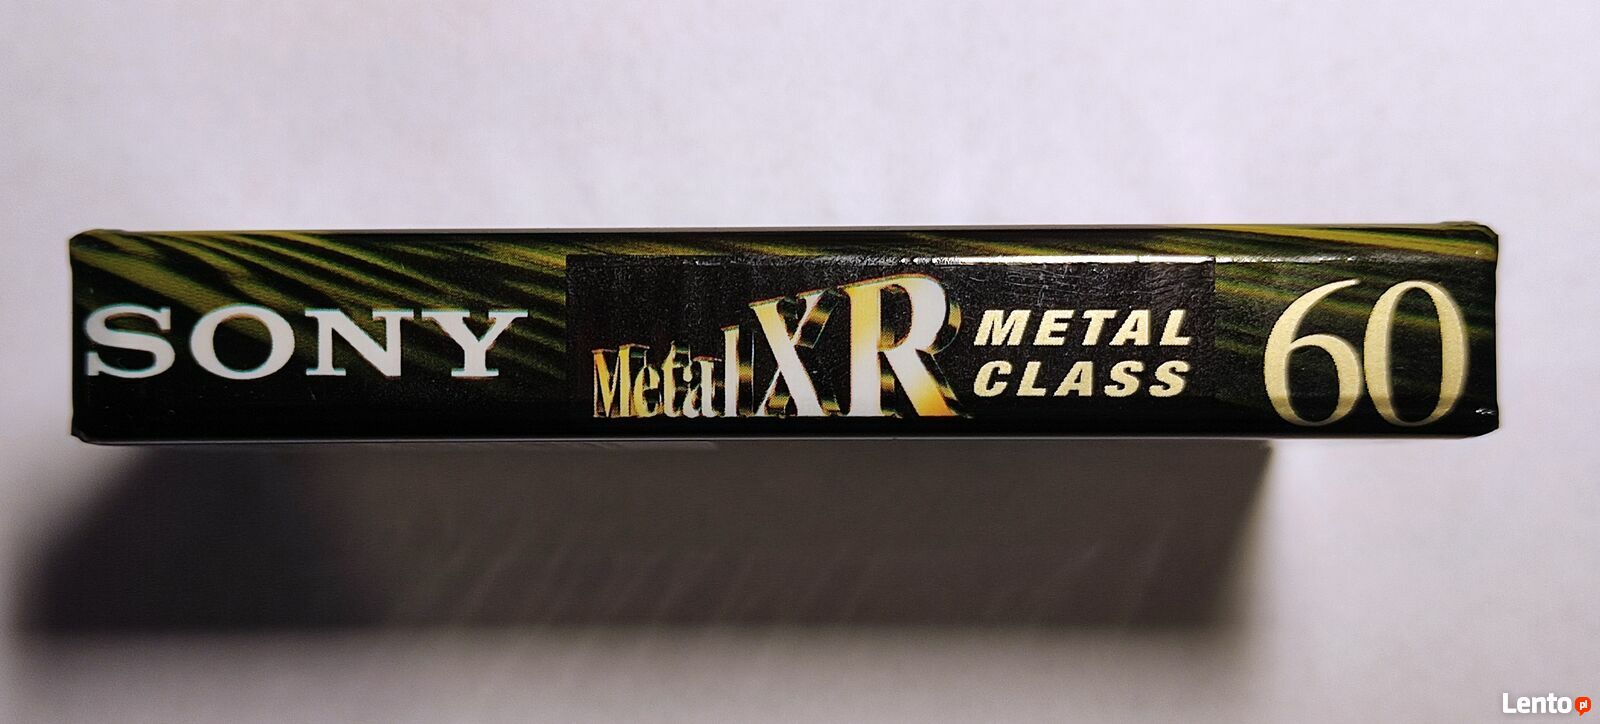 SONY
Metal XR
METAL
CLASS
60
Lento pl